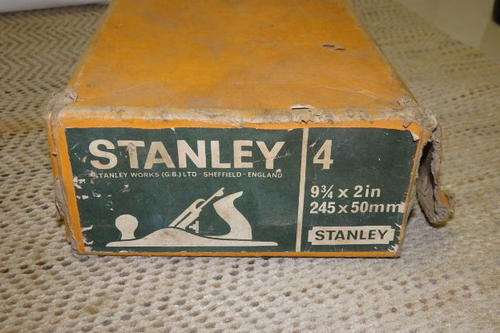 STANLEY
STANLEY WORKS (G.B.) LTD · SHEFFIELD · ENGLAND
4
9¾ x 2in
245 x 50mm
STANLEY